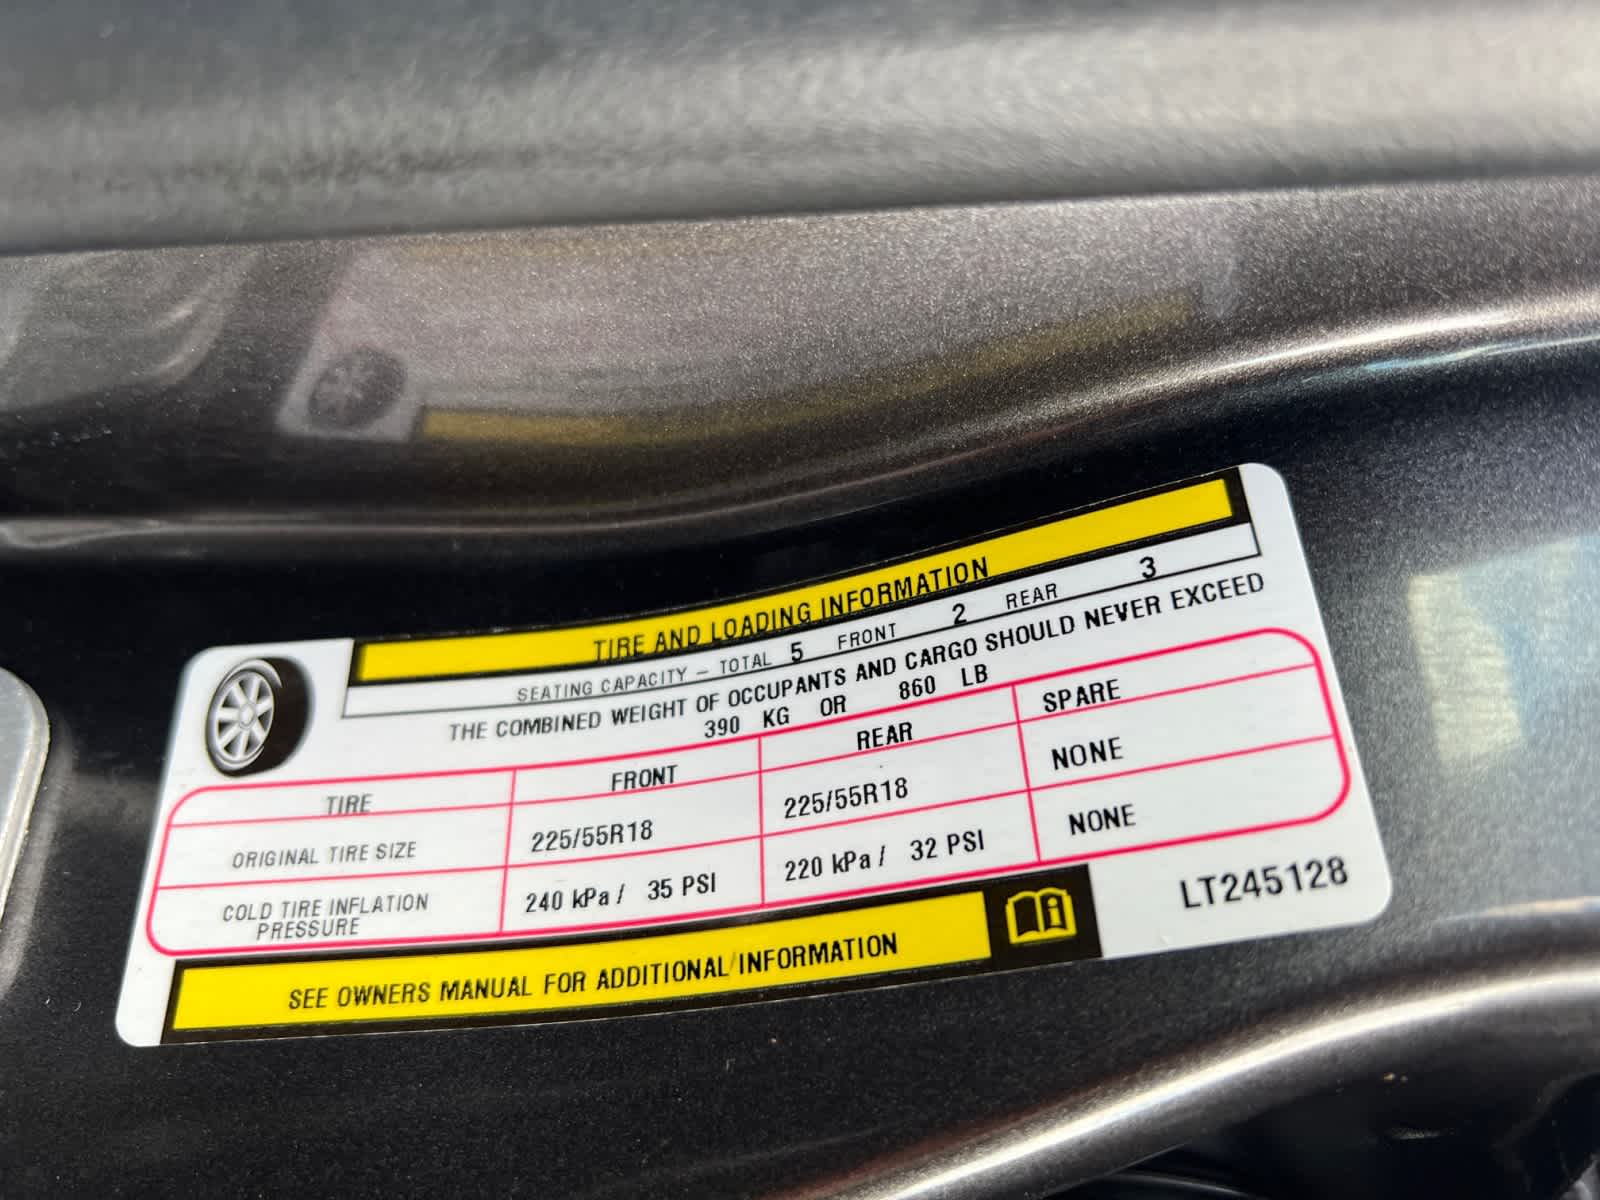 TIRE AND LOADING INFORMATION
SEATING CAPACITY – TOTAL 5 FRONT 2 REAR 3
THE COMBINED WEIGHT OF OCCUPANTS AND CARGO SHOULD NEVER EXCEED
390 KG OR 860 LB
TIRE FRONT REAR SPARE
ORIGINAL TIRE SIZE 225/55R18 225/55R18 NONE
COLD TIRE INFLATION PRESSURE 240 kPa / 35 PSI 220 kPa / 32 PSI NONE
SEE OWNERS MANUAL FOR ADDITIONAL INFORMATION
LT245128